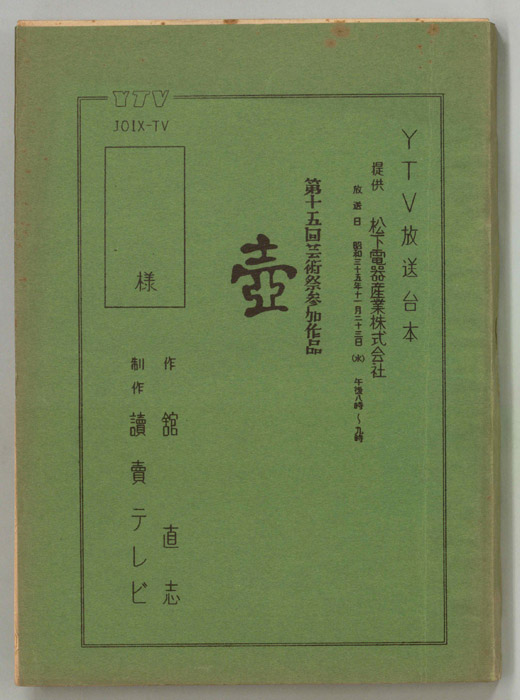 YTV放送台本
提供 松下電器産業株式会社
放送日 昭和三十五年十一月二十三日(水) 午後八時～九時
第十五回芸術祭参加作品
壺
作 舘 直志
制作 讀賣テレビ
YTV
JOIX-TV
様